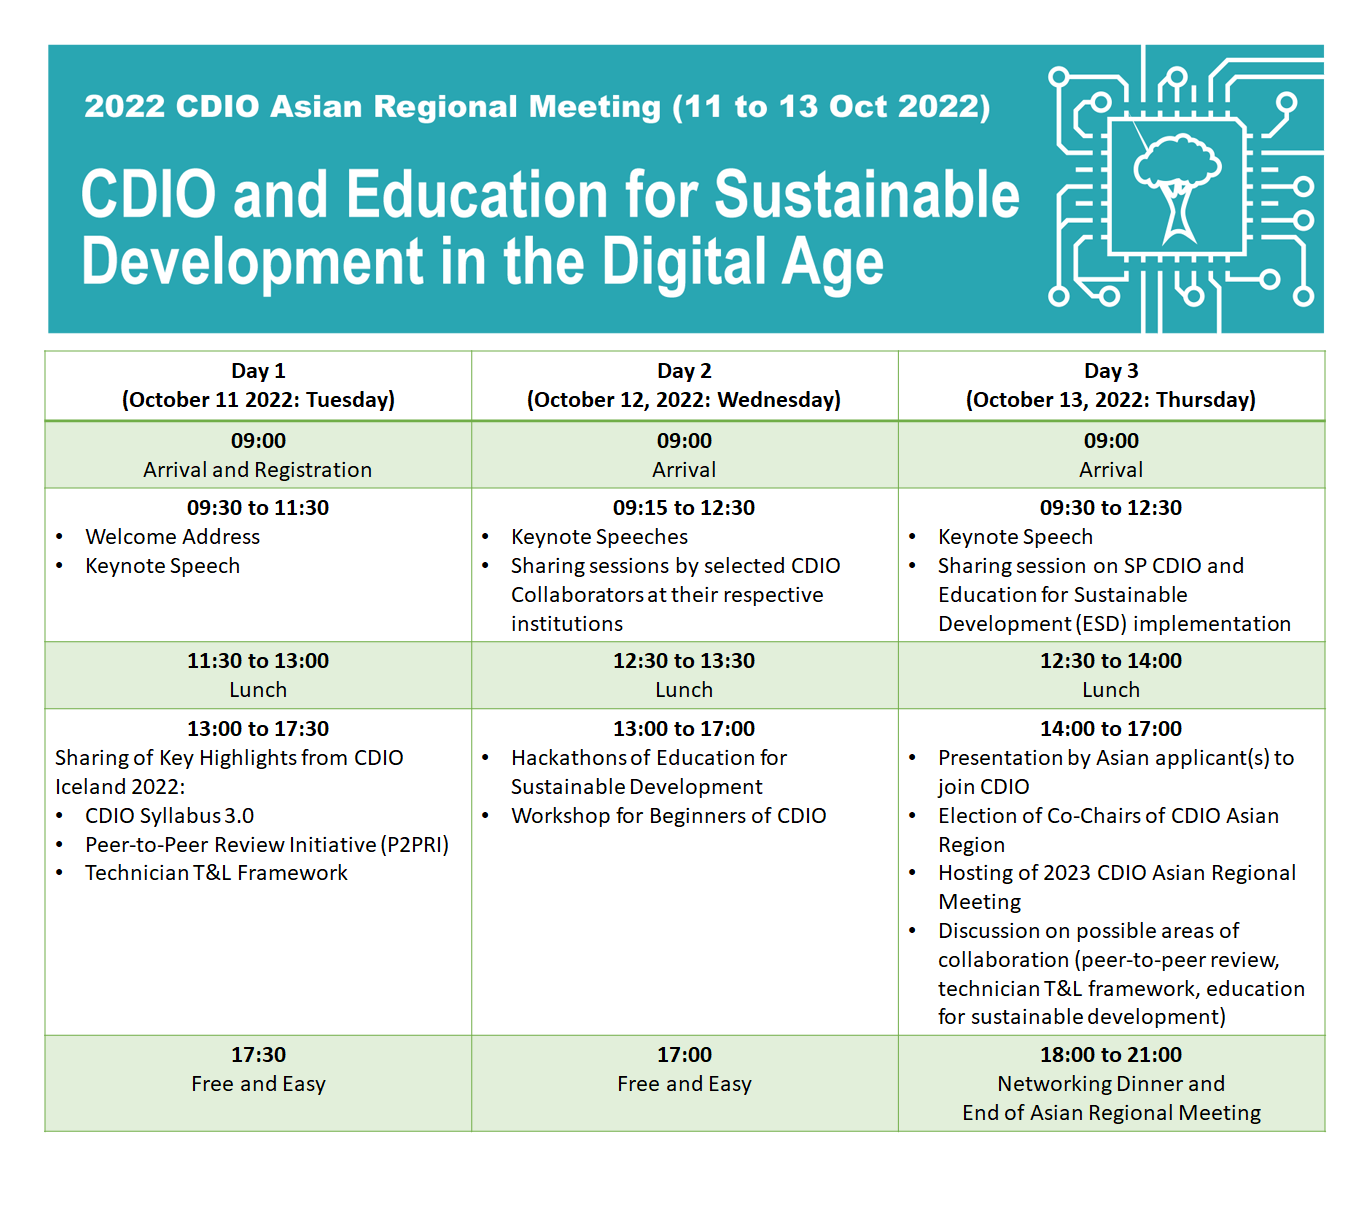 2022 CDIO Asian Regional Meeting (11 to 13 Oct 2022)
CDIO and Education for Sustainable
Development in the Digital Age
Day 1
(October 11 2022: Tuesday)
Day 2
(October 12, 2022: Wednesday)
Day 3
(October 13, 2022: Thursday)
09:00
Arrival and Registration
09:00
Arrival
09:00
Arrival
09:30 to 11:30
• Welcome Address
• Keynote Speech
09:15 to 12:30
• Keynote Speeches
• Sharing sessions by selected CDIO
Collaborators at their respective
institutions
09:30 to 12:30
• Keynote Speech
• Sharing session on SP CDIO and
Education for Sustainable
Development (ESD) implementation
11:30 to 13:00
Lunch
12:30 to 13:30
Lunch
12:30 to 14:00
Lunch
13:00 to 17:30
Sharing of Key Highlights from CDIO
Iceland 2022:
• CDIO Syllabus 3.0
• Peer-to-Peer Review Initiative (P2PRI)
• Technician T&L Framework
13:00 to 17:00
• Hackathons of Education for
Sustainable Development
• Workshop for Beginners of CDIO
14:00 to 17:00
• Presentation by Asian applicant(s) to
join CDIO
• Election of Co-Chairs of CDIO Asian
Region
• Hosting of 2023 CDIO Asian Regional
Meeting
• Discussion on possible areas of
collaboration (peer-to-peer review,
technician T&L framework, education
for sustainable development)
17:30
Free and Easy
17:00
Free and Easy
18:00 to 21:00
Networking Dinner and
End of Asian Regional Meeting